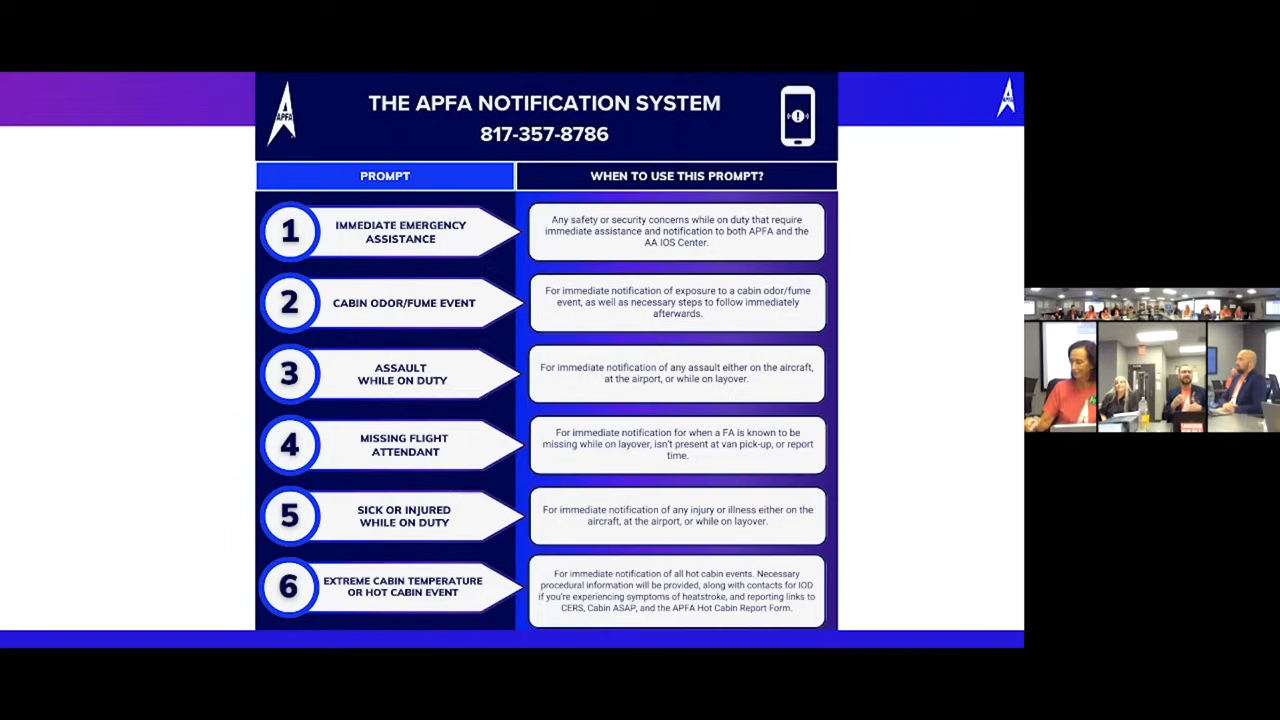 APFA
THE APFA NOTIFICATION SYSTEM
817-357-8786
APFA
PROMPT
WHEN TO USE THIS PROMPT?
1
IMMEDIATE EMERGENCY
ASSISTANCE
Any safety or security concerns while on duty that require
immediate assistance and notification to both APFA and the
AA IOS Center.
2
CABIN ODOR/FUME EVENT
For immediate notification of exposure to a cabin odor/fume
event, as well as necessary steps to follow immediately
afterwards.
3
ASSAULT
WHILE ON DUTY
For immediate notification of any assault either on the aircraft,
at the airport, or while on layover.
4
MISSING FLIGHT
ATTENDANT
For immediate notification for when a FA is known to be
missing while on layover, isn't present at van pick-up, or report
time.
5
SICK OR INJURED
WHILE ON DUTY
For immediate notification of any injury or illness either on the
aircraft, at the airport, or while on layover.
6
EXTREME CABIN TEMPERATURE
OR HOT CABIN EVENT
For immediate notification of all hot cabin events. Necessary
procedural information will be provided, along with contacts for IOD
if you're experiencing symptoms of heatstroke, and reporting links to
CERS, Cabin ASAP, and the APFA Hot Cabin Report Form.